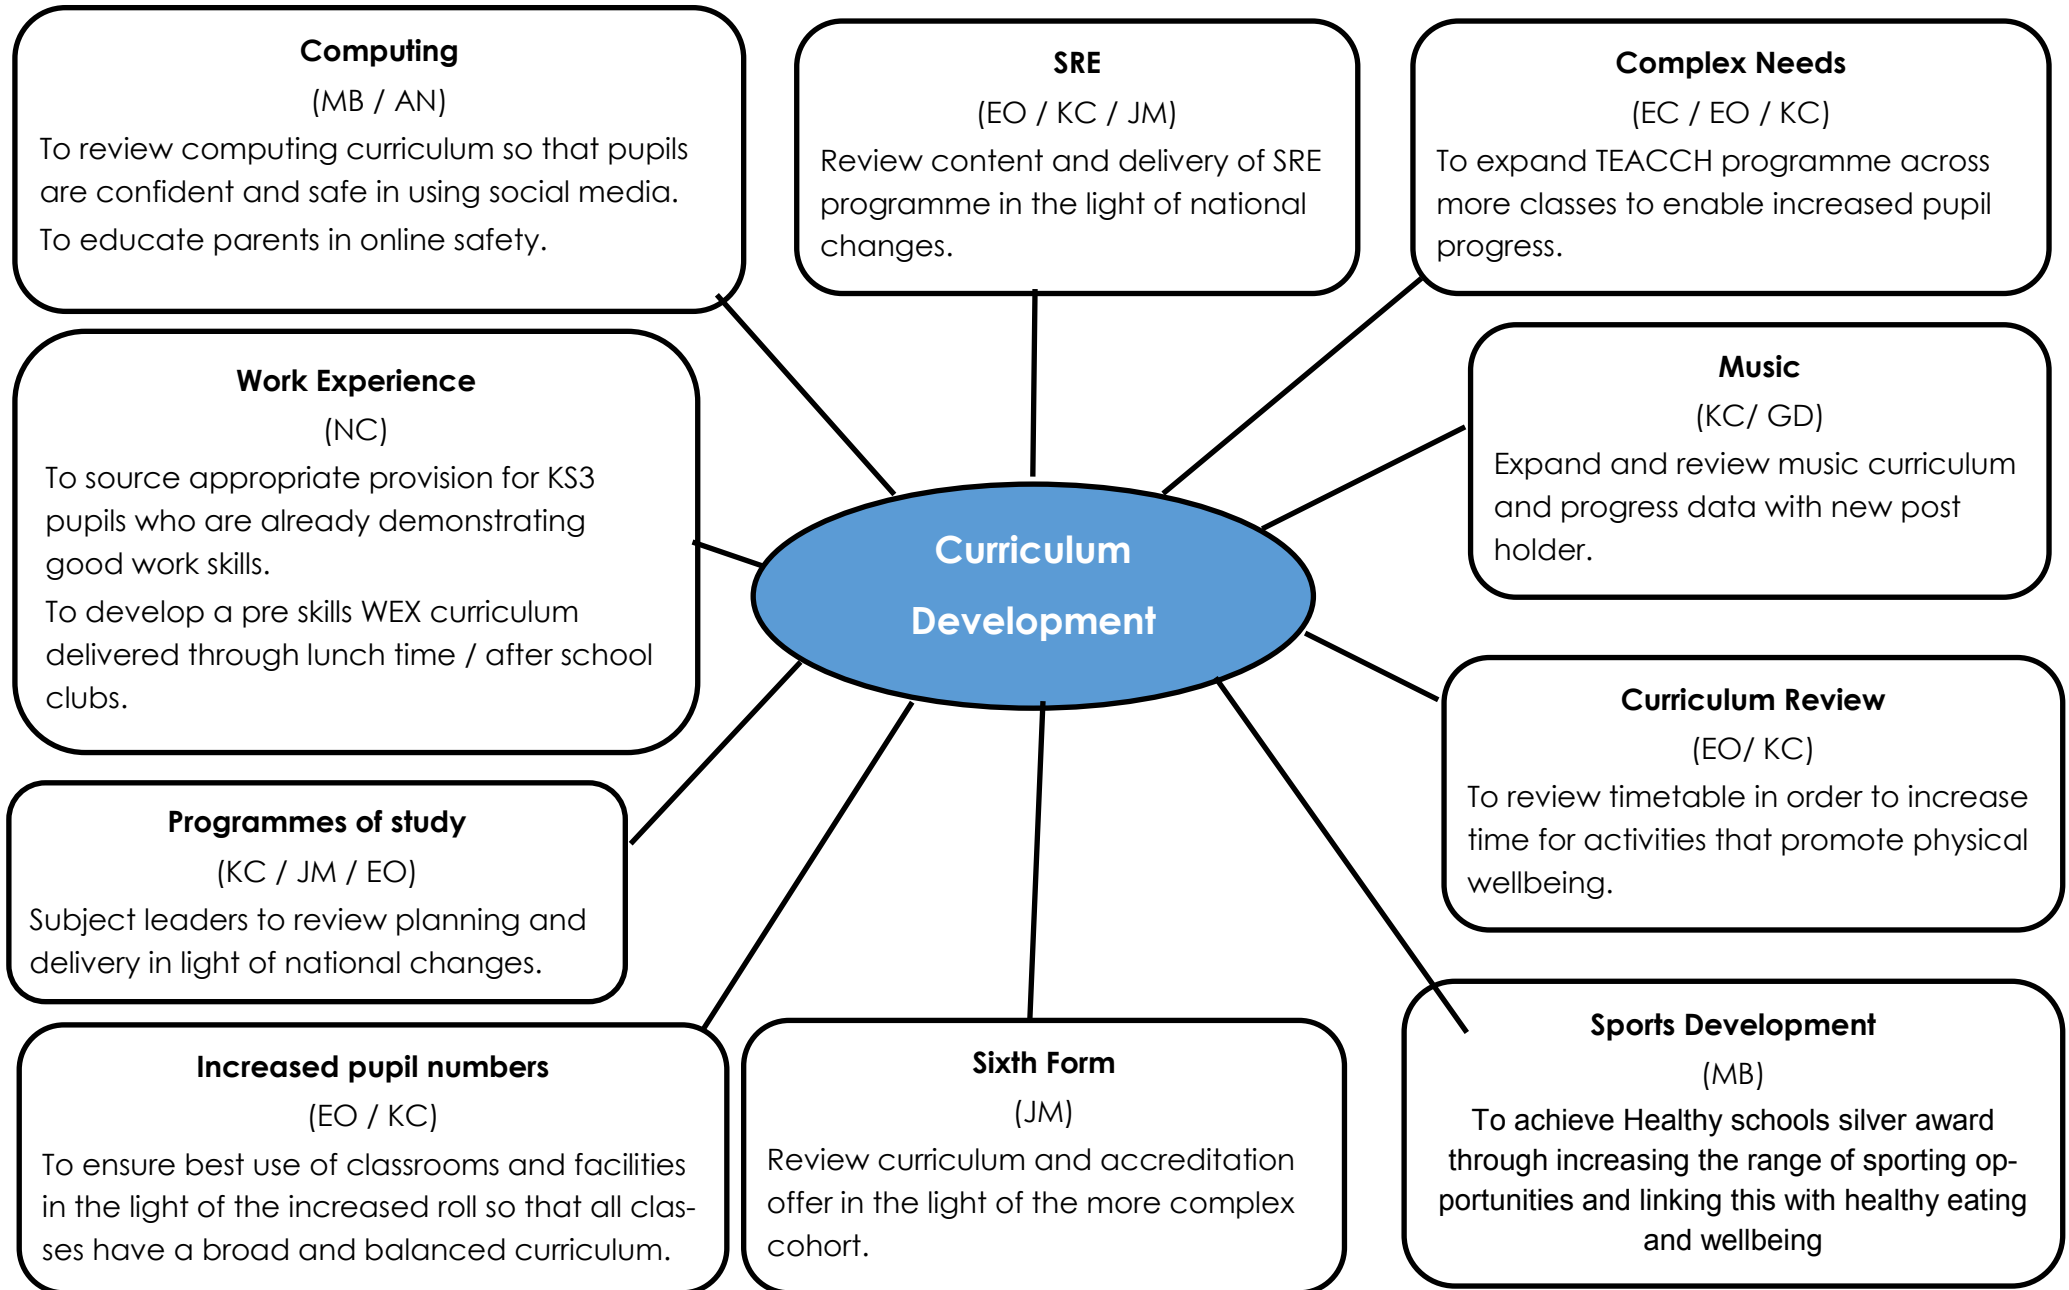 Computing
(MB / AN)
To review computing curriculum so that pupils
are confident and safe in using social media.
To educate parents in online safety.
SRE
(EO / KC / JM)
Review content and delivery of SRE
programme in the light of national
changes.
Complex Needs
(EC / EO / KC)
To expand TEACCH programme across
more classes to enable increased pupil
progress.
Work Experience
(NC)
To source appropriate provision for KS3
pupils who are already demonstrating
good work skills.
To develop a pre skills WEX curriculum
delivered through lunch time / after school
clubs.
Curriculum
Development
Music
(KC/ GD)
Expand and review music curriculum
and progress data with new post
holder.
Curriculum Review
(EO/ KC)
To review timetable in order to increase
time for activities that promote physical
wellbeing.
Programmes of study
(KC / JM / EO)
Subject leaders to review planning and
delivery in light of national changes.
Increased pupil numbers
(EO / KC)
To ensure best use of classrooms and facilities
in the light of the increased roll so that all clas-
ses have a broad and balanced curriculum.
Sixth Form
(JM)
Review curriculum and accreditation
offer in the light of the more complex
cohort.
Sports Development
(MB)
To achieve Healthy schools silver award
through increasing the range of sporting op-
portunities and linking this with healthy eating
and wellbeing